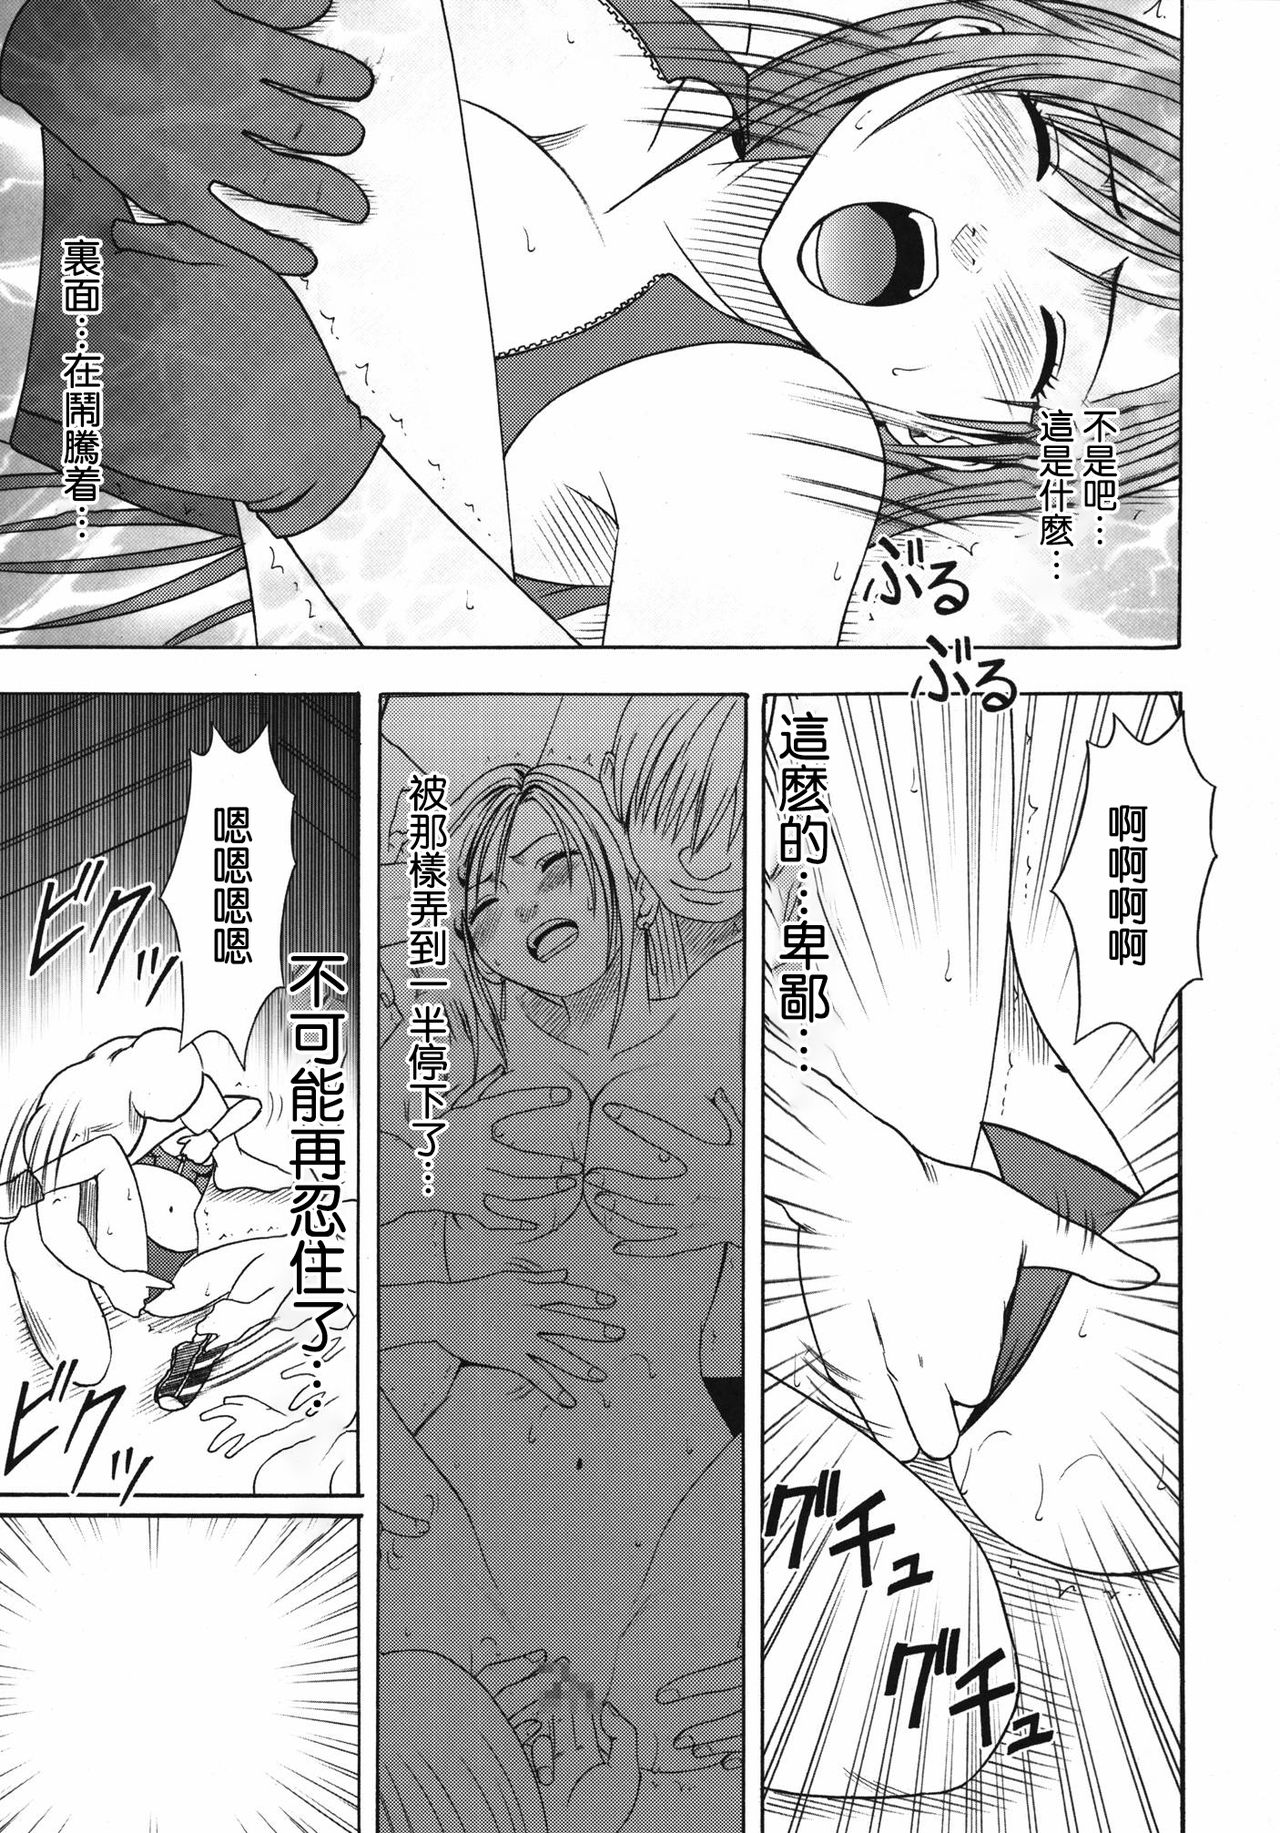 不是吧…
這是什麽…
裏面…在鬧騰着…
ぶる
ぶる
啊啊啊啊
這麽的…卑鄙…
グチュ
グチュ
被那樣弄到一半停下了…
嗯嗯嗯嗯
不可能再忍住了…
ビクッ
ビクッ